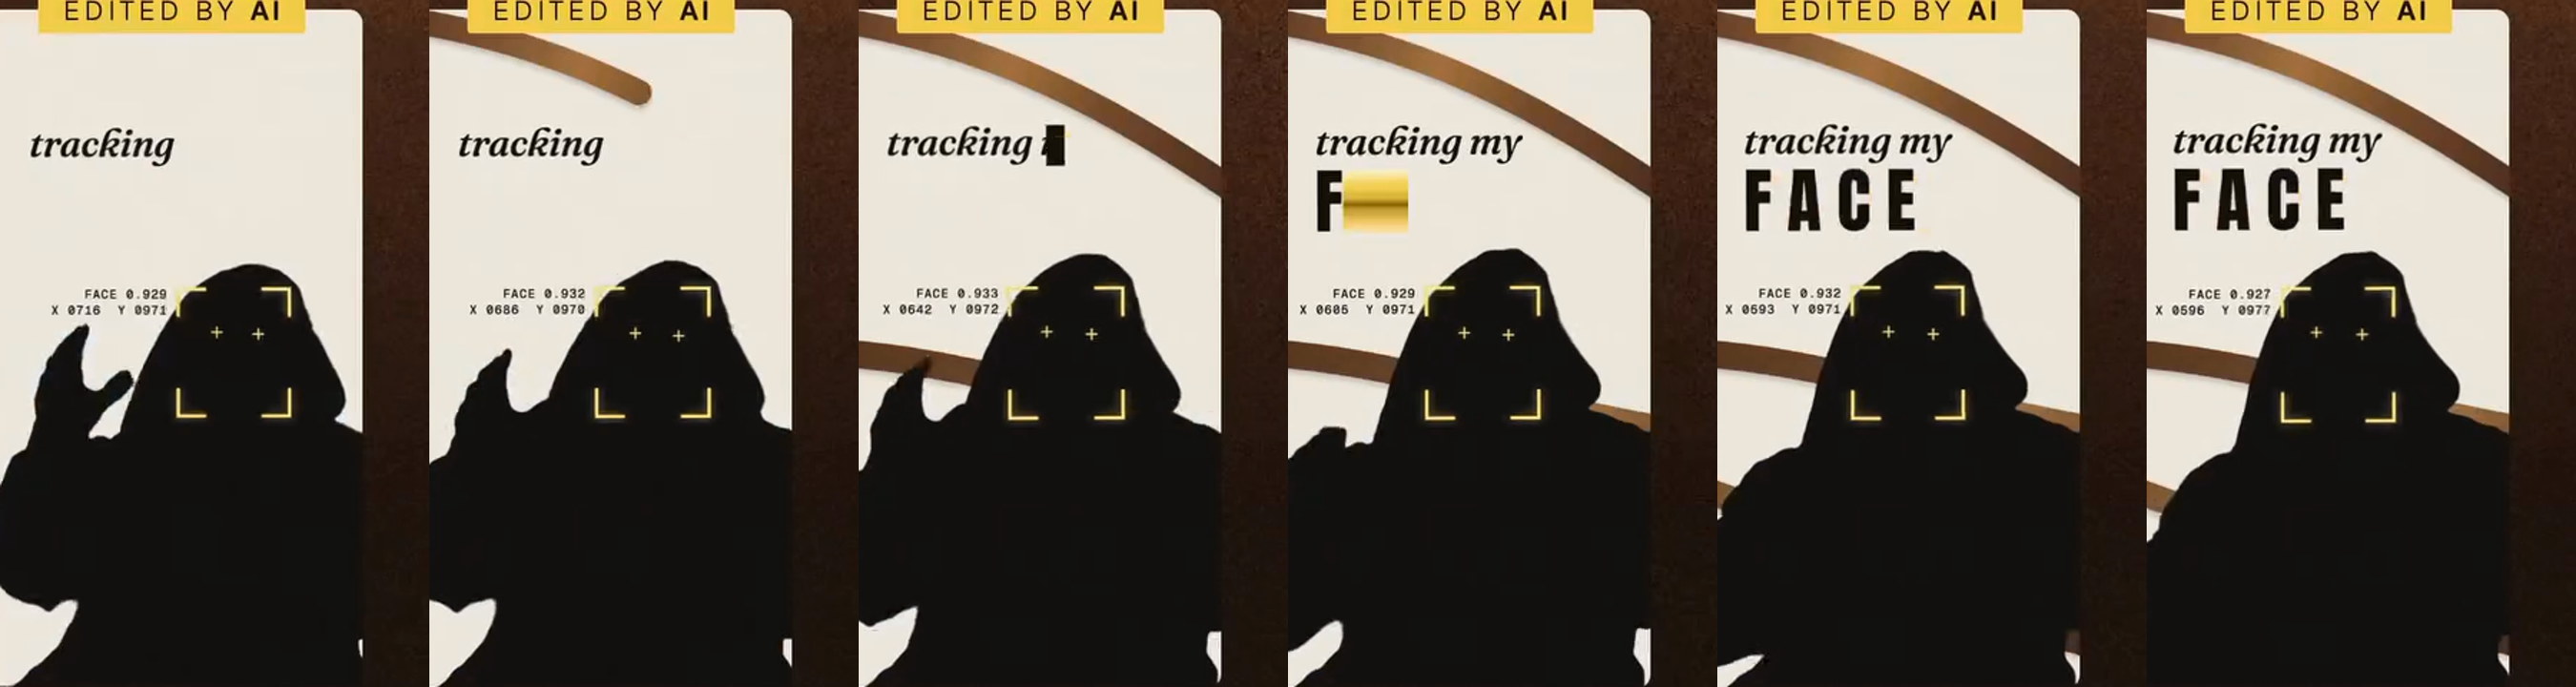 EDITED BY AI
tracking
FACE 0.929
X 0716 Y 0971
EDITED BY AI
tracking
FACE 0.932
X 0686 Y 0970
EDITED BY AI
tracking
FACE 0.933
X 0642 Y 0972
EDITED BY AI
tracking my
F
FACE 0.929
X 0605 Y 0971
EDITED BY AI
tracking my
FACE
FACE 0.932
X 0593 Y 0971
EDITED BY AI
tracking my
FACE
FACE 0.927
X 0596 Y 0977